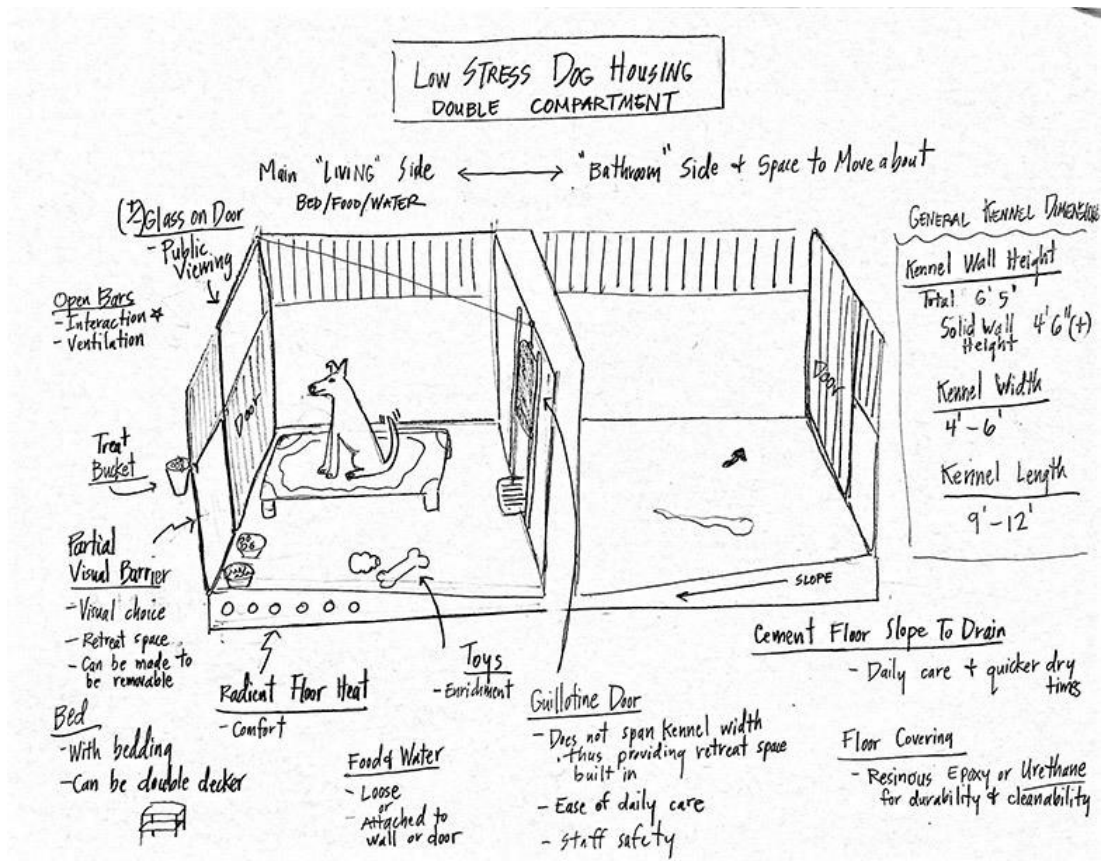 Low STRESS DOG HOUSING
DOUBLE COMPARTMENT
Main "LIVING" Side
BED/FOOD/WATER
"Bathroom" Side + Space to Move about
(+-)Glass on Door
- Public Viewing
Open Bars
- Interaction *
- Ventilation
Treat
Bucket
Partial
Visual Barrier
- Visual choice
- Retreat space
- Can be made to
be removable
DOOR
DOOR
SLOPE
GENERAL KENNEL DIMENSIONS
Kennel Wall Height
Total 6'5"
Solid Wall 4'6"(+)
Height
Kennel Width
4'-6'
Kennel Length
9'-12'
Bed
- With bedding
- Can be double decker
Radient Floor Heat
- Comfort
Food & Water
- Loose
or
- Attached to
wall or door
Toys
- Enrichment
Guillotine Door
- Does not span kennel width
. thus providing retreat space
built in
- Ease of daily care
- Staff safety
Cement Floor Slope To Drain
- Daily care + quicker dry
times
Floor Covering
- Resinous Epoxy or Urethane
for durability & cleanability